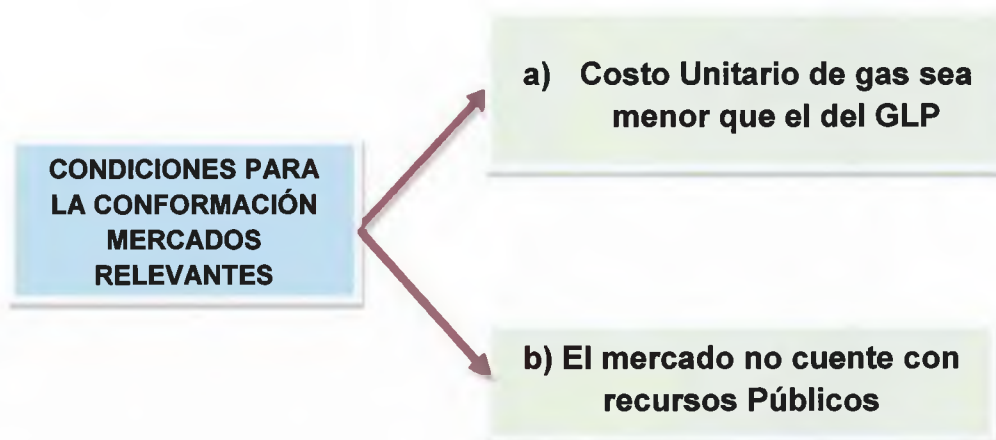 CONDICIONES PARA
LA CONFORMACIÓN
MERCADOS
RELEVANTES
a) Costo Unitario de gas sea
menor que el del GLP
b) El mercado no cuente con
recursos Públicos